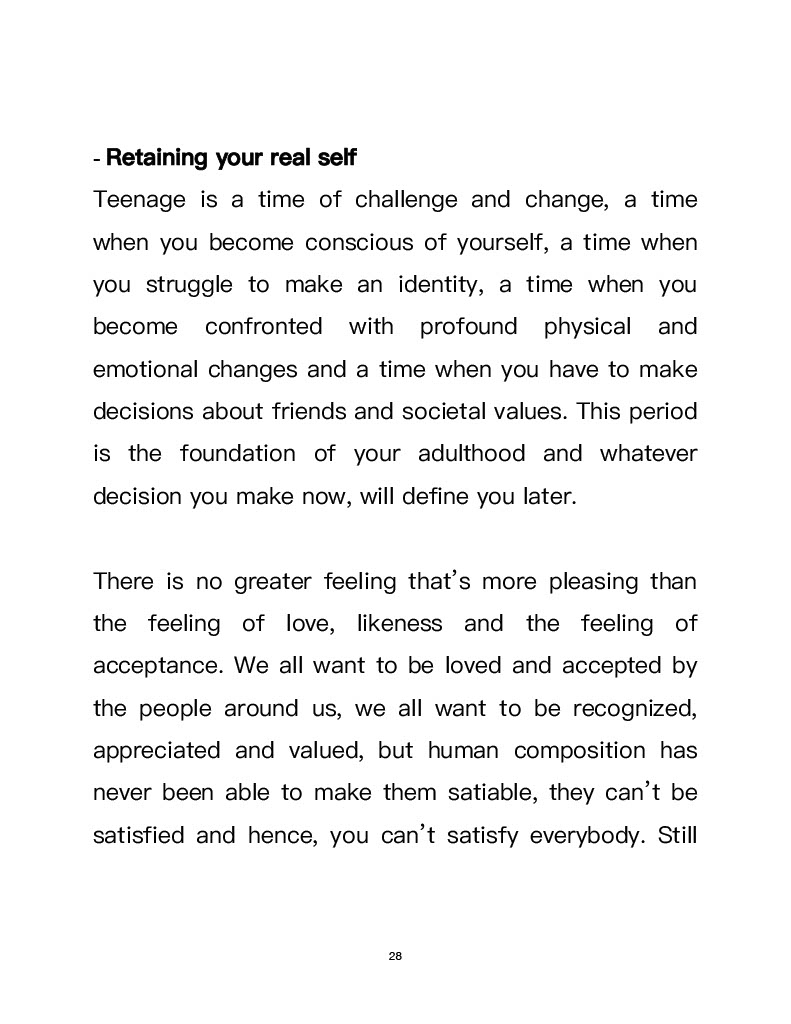 - Retaining your real self
Teenage is a time of challenge and change, a time
when you become conscious of yourself, a time when
you struggle to make an identity, a time when you
become confronted with profound physical and
emotional changes and a time when you have to make
decisions about friends and societal values. This period
is the foundation of your adulthood and whatever
decision you make now, will define you later.
There is no greater feeling that’s more pleasing than
the feeling of love, likeness and the feeling of
acceptance. We all want to be loved and accepted by
the people around us, we all want to be recognized,
appreciated and valued, but human composition has
never been able to make them satiable, they can’t be
satisfied and hence, you can’t satisfy everybody. Still
28